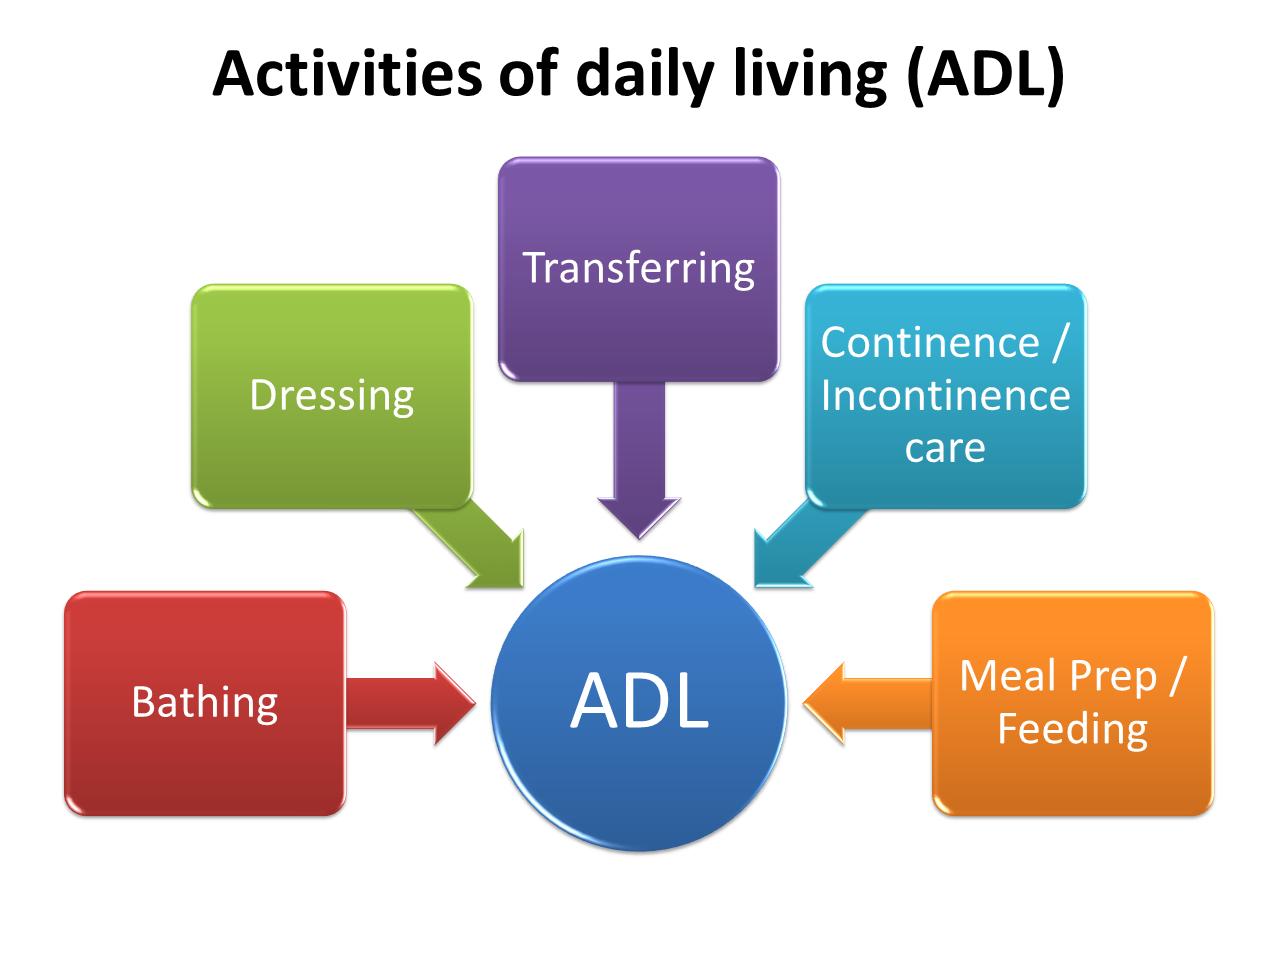 Activities of daily living (ADL)
Transferring
Dressing
Continence /
Incontinence
care
Bathing
ADL
Meal Prep /
Feeding